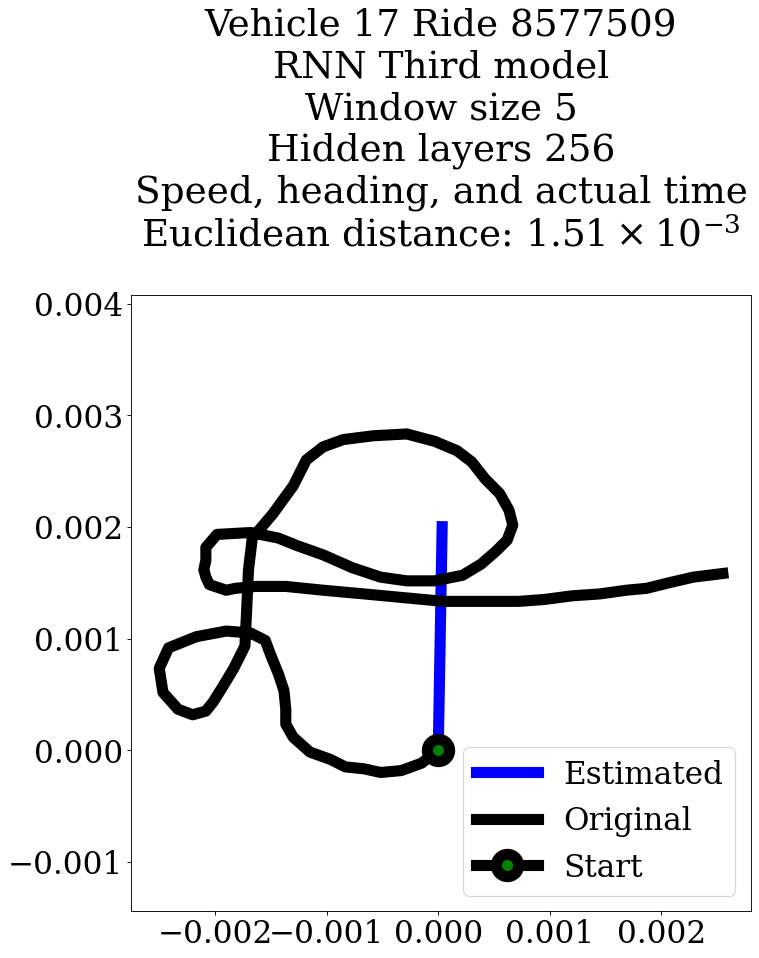 Vehicle 17 Ride 8577509
RNN Third model
Window size 5
Hidden layers 256
Speed, heading, and actual time
Euclidean distance: 1.51 × 10⁻³
0.004
0.003
0.002
0.001
0.000
−0.001
Estimated
Original
Start
−0.002 −0.001 0.000 0.001 0.002